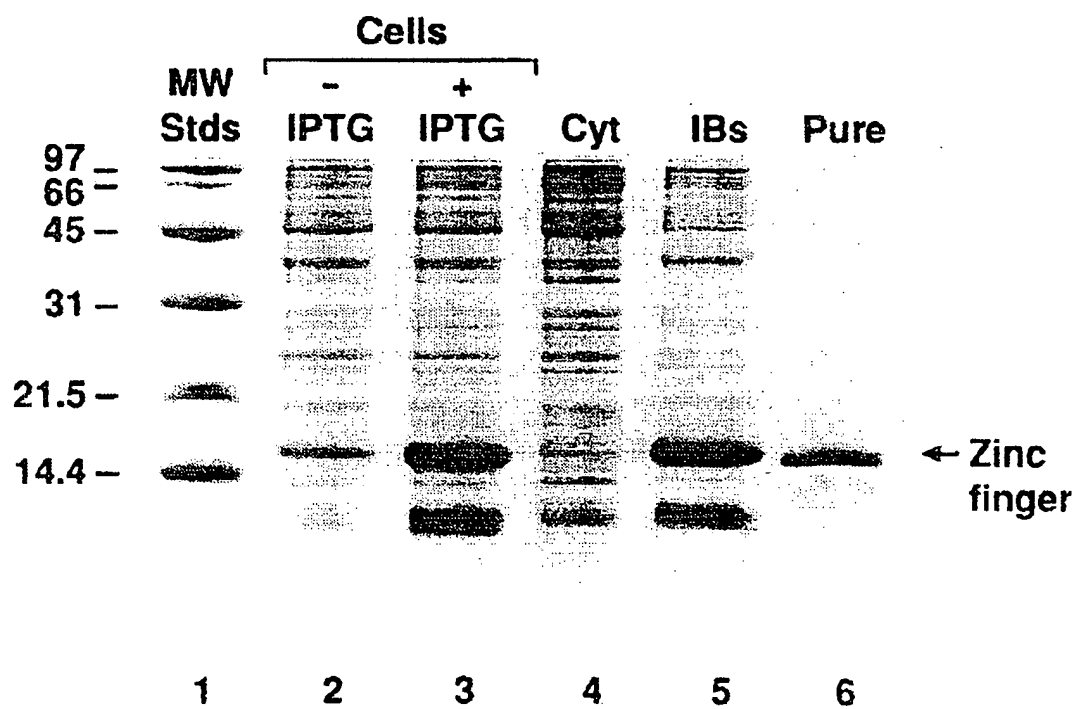 Cells
MW Stds
- IPTG
+ IPTG
Cyt
IBs
Pure
97 –
66 –
45 –
31 –
21.5 –
14.4 –
← Zinc finger
1 2 3 4 5 6